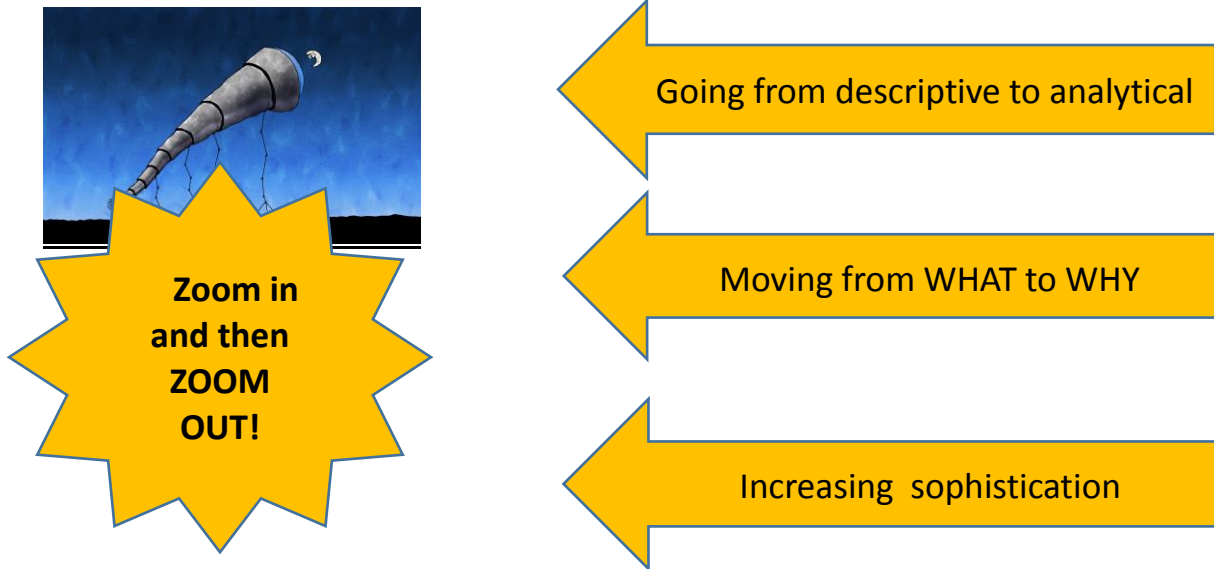 Going from descriptive to analytical
Zoom in
and then
ZOOM
OUT!
Moving from WHAT to WHY
Increasing sophistication